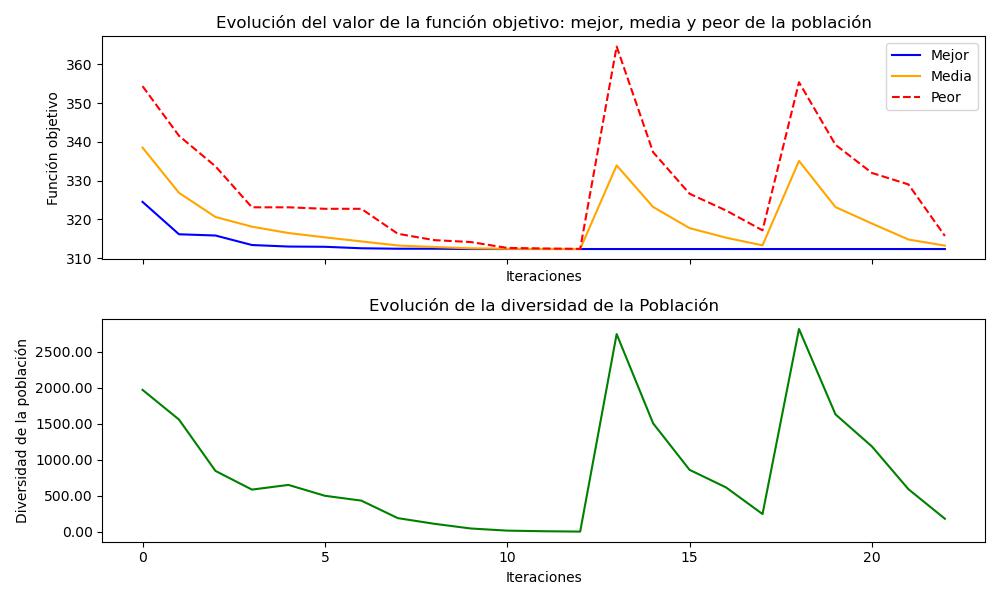 Evolución del valor de la función objetivo: mejor, media y peor de la población
Función objetivo
360
350
340
330
320
310
Mejor
Media
Peor
Iteraciones
Evolución de la diversidad de la Población
Diversidad de la población
2500.00
2000.00
1500.00
1000.00
500.00
0.00
0 5 10 15 20
Iteraciones